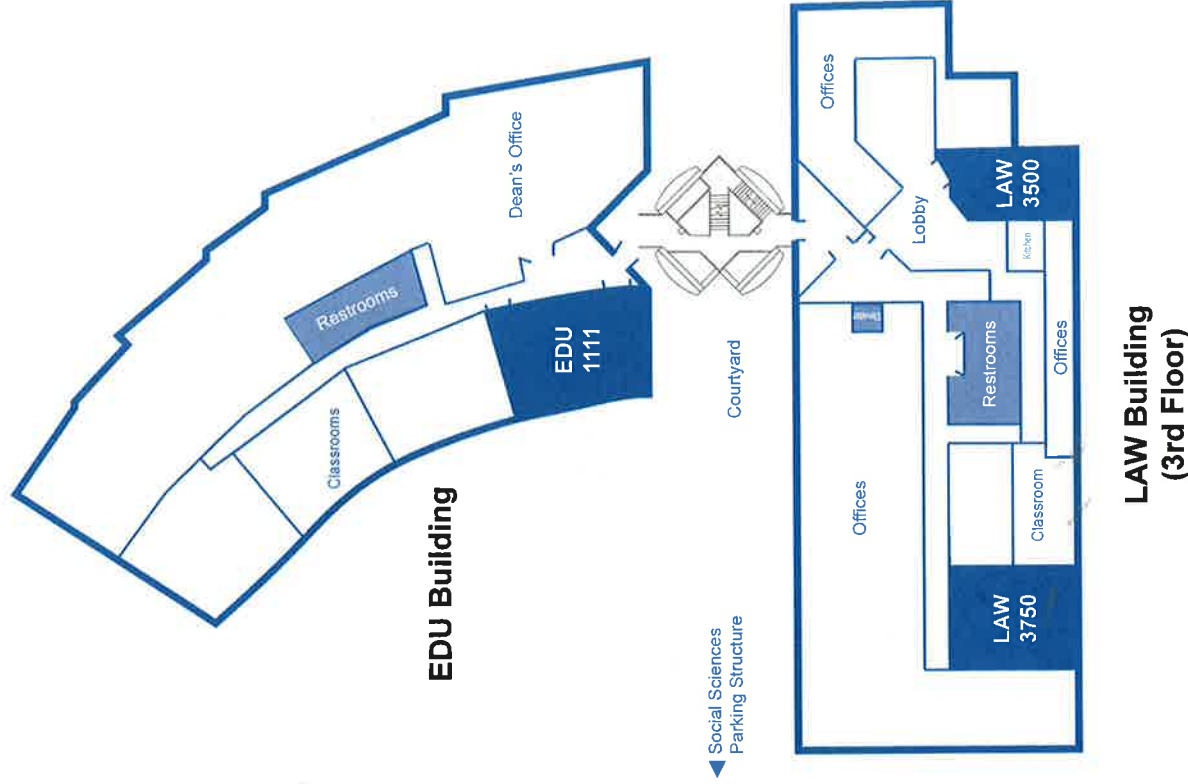 Dean's Office
Restrooms
EDU
1111
Classrooms
EDU Building
Courtyard
Social Sciences
Parking Structure
Offices
Lobby
LAW
3500
Kitchen
Elevator
Restrooms
Offices
Offices
Classroom
LAW
3750
LAW Building
(3rd Floor)